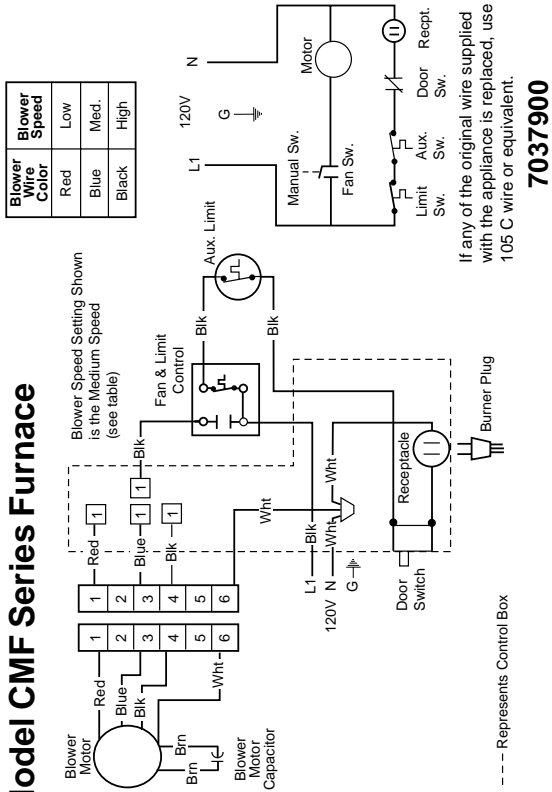 odel CMF Series Furnace
Blower Wire Color
Blower Speed
Red
Low
Blue
Med.
Black
High
Blower Speed Setting Shown
is the Medium Speed
(see table)
Blower
Motor
Red
Blue
Blk
Wht
Brn
Brn
Blower
Motor
Capacitor
1
2
3
4
5
6
1
2
3
4
5
6
Red
1
Blue
1
1
Blk
Blk
1
Wht
Fan & Limit
Control
Blk
Aux. Limit
Blk
L1
Blk
120V N
Wht
Wht
G
Door
Switch
Receptacle
Burner Plug
--- Represents Control Box
120V
L1
G
N
Manual Sw.
Fan Sw.
Motor
Limit
Sw.
Aux.
Sw.
Door
Sw.
Recpt.
If any of the original wire supplied
with the appliance is replaced, use
105 C wire or equivalent.
7037900